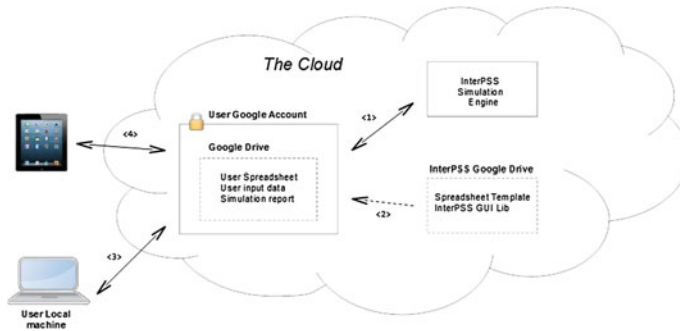 The Cloud
InterPSS
Simulation
Engine
User Google Account
<1>
<4>
Google Drive
User Spreadsheet
User input data
Simulation report
InterPSS Google Drive
Spreadsheet Template
InterPSS GUI Lib
<2>
<3>
User Local
machine